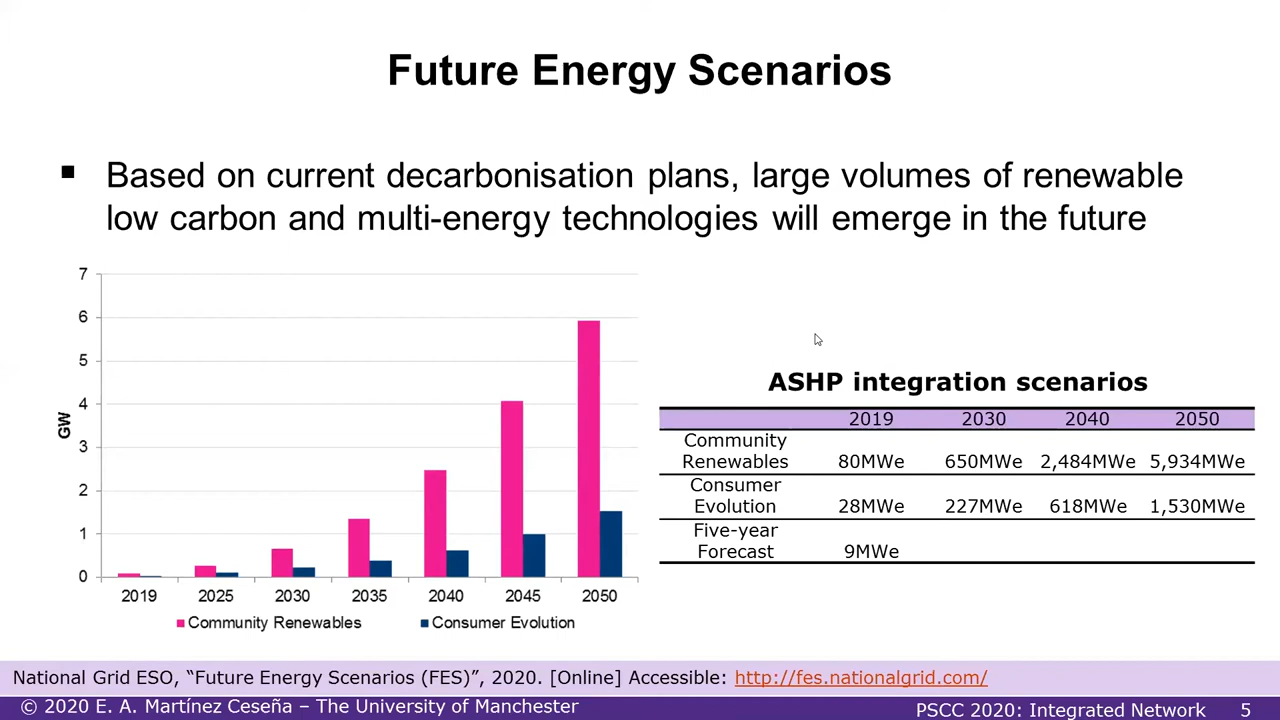 Future Energy Scenarios
▪ Based on current decarbonisation plans, large volumes of renewable
low carbon and multi-energy technologies will emerge in the future
7
6
5
4
3
2
1
0
GW
2019 2025 2030 2035 2040 2045 2050
Community Renewables Consumer Evolution
ASHP integration scenarios
2019 2030 2040 2050
Community
Renewables 80MWe 650MWe 2,484MWe 5,934MWe
Consumer
Evolution 28MWe 227MWe 618MWe 1,530MWe
Five-year
Forecast 9MWe
National Grid ESO, “Future Energy Scenarios (FES)”, 2020. [Online] Accessible: http://fes.nationalgrid.com/
© 2020 E. A. Martínez Ceseña – The University of Manchester
PSCC 2020: Integrated Network 5